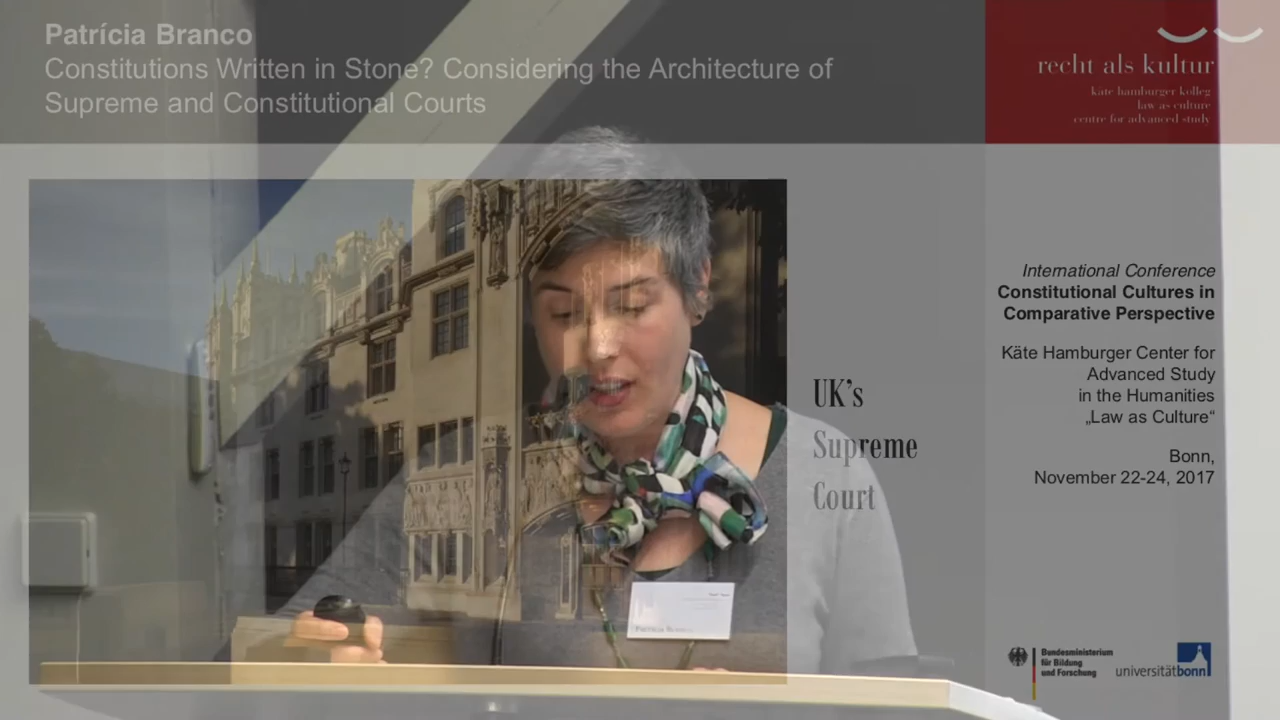 Patrícia Branco
Constitutions Written in Stone? Considering the Architecture of
Supreme and Constitutional Courts
recht als kultur
käte hamburger kolleg
law as culture
centre for advanced study
International Conference
Constitutional Cultures in
Comparative Perspective
Käte Hamburger Center for
Advanced Study
in the Humanities
„Law as Culture“
Bonn,
November 22-24, 2017
UK's
Supreme
Court
Patrícia Branco
Bundesministerium
für Bildung
und Forschung
universitätbonn